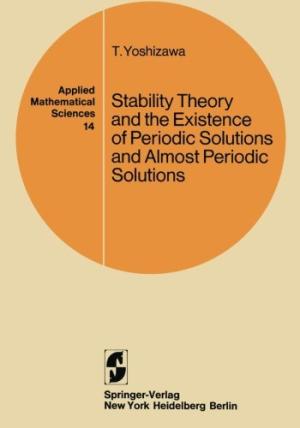 T. Yoshizawa
Applied
Mathematical
Sciences
14
Stability Theory
and the Existence
of Periodic Solutions
and Almost Periodic
Solutions
Springer-Verlag
New York Heidelberg Berlin